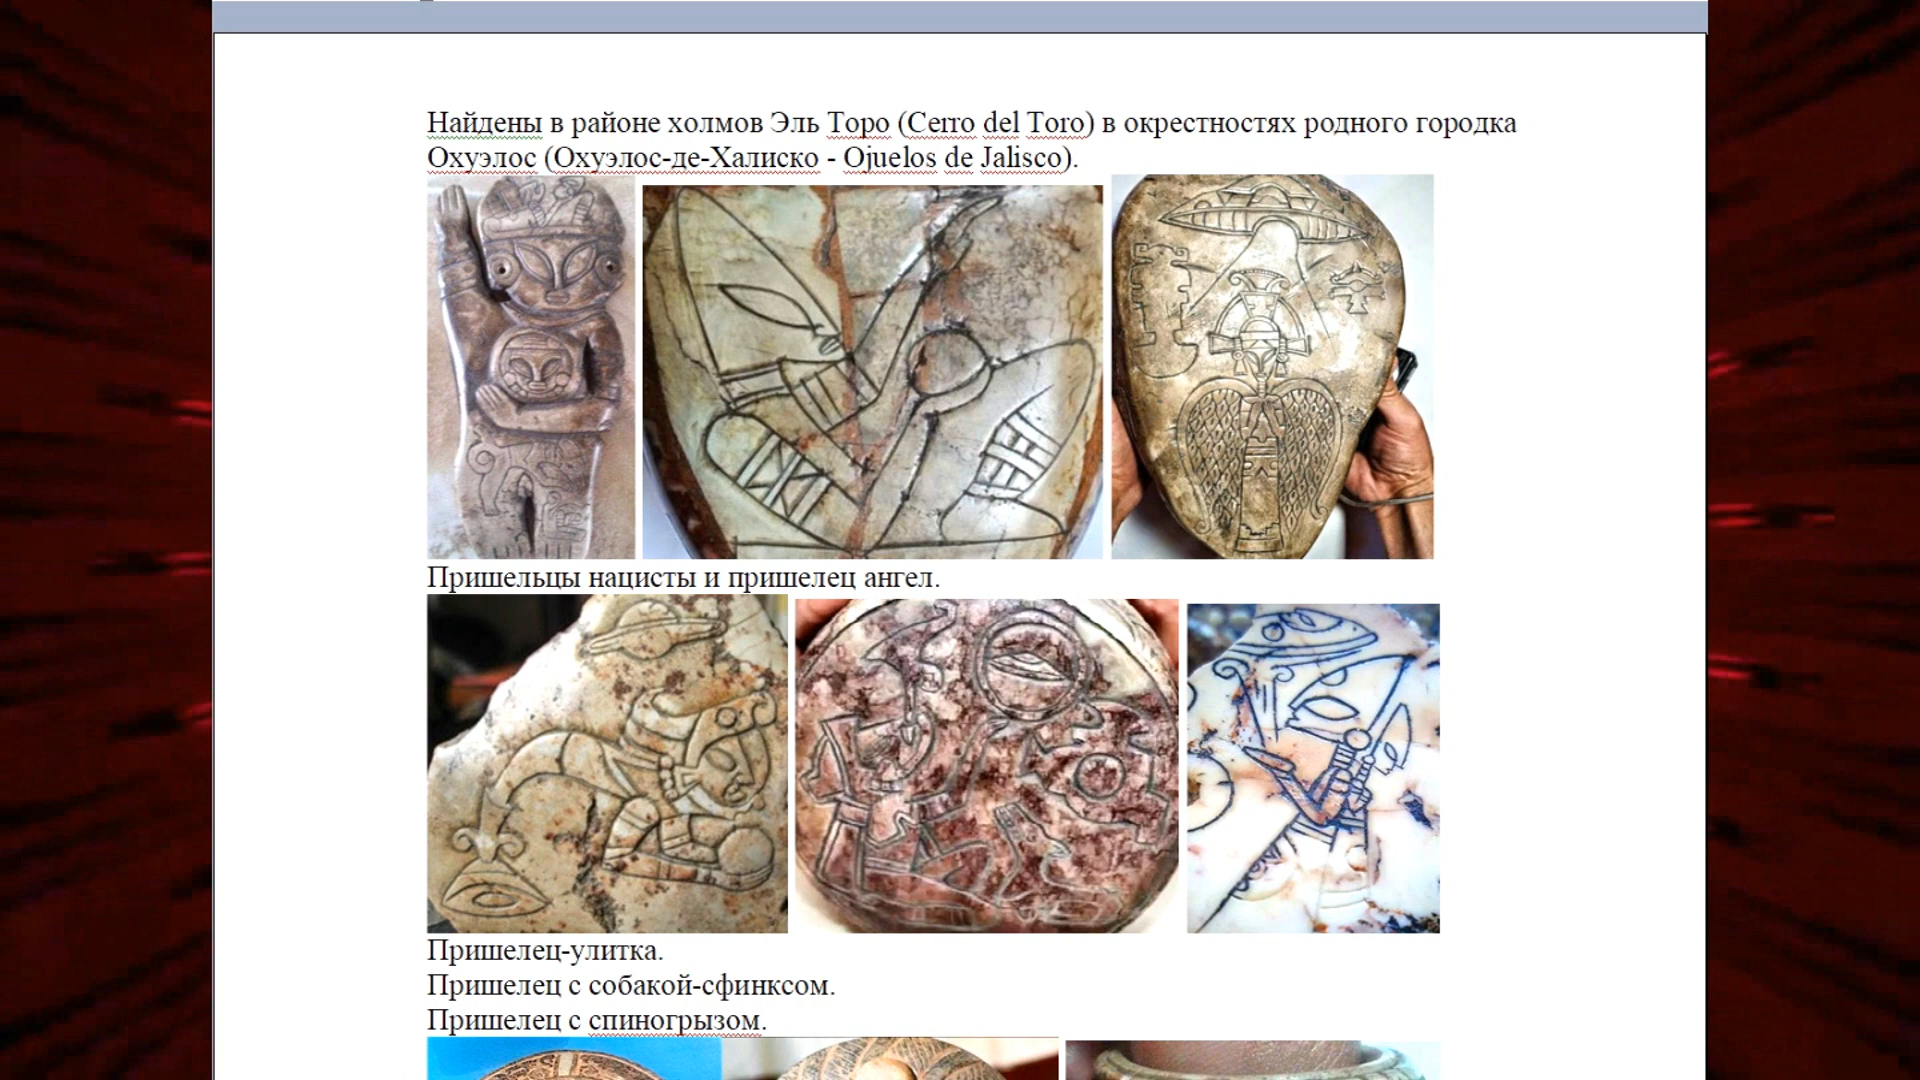 Найдены в районе холмов Эль Торо (Cerro del Toro) в окрестностях родного городка
Охуэлос (Охуэлос-де-Халиско - Ojuelos de Jalisco).
Пришельцы нацисты и пришелец ангел.
Пришелец-улитка.
Пришелец с собакой-сфинксом.
Пришелец с спиногрызом.